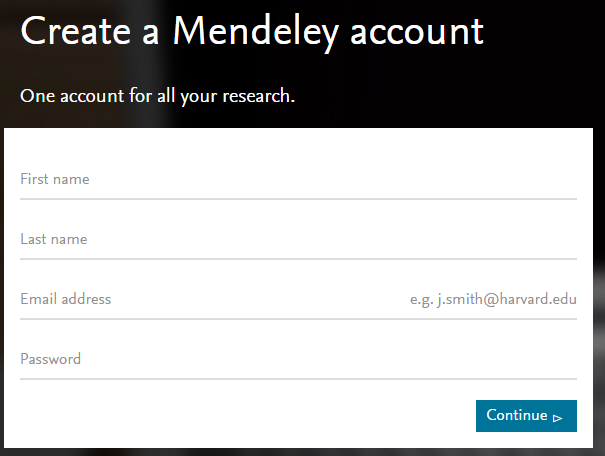 Create a Mendeley account
One account for all your research.
First name
Last name
Email address e.g. j.smith@harvard.edu
Password
Continue